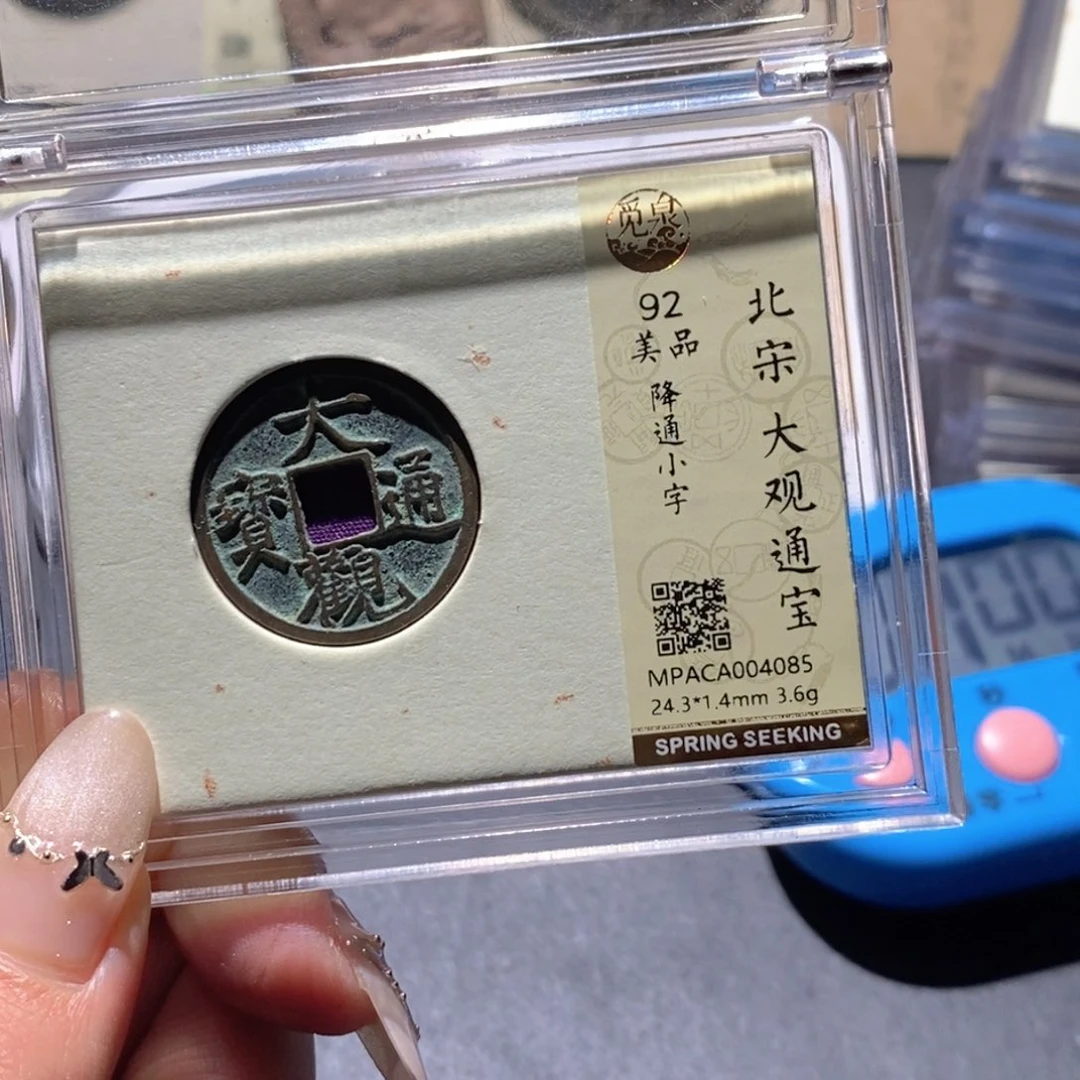 大
通
寶
觀
觅泉
92
美品
降通小字
北宋 大观通宝
MPACA004085
24.3*1.4mm 3.6g
SPRING SEEKING
100